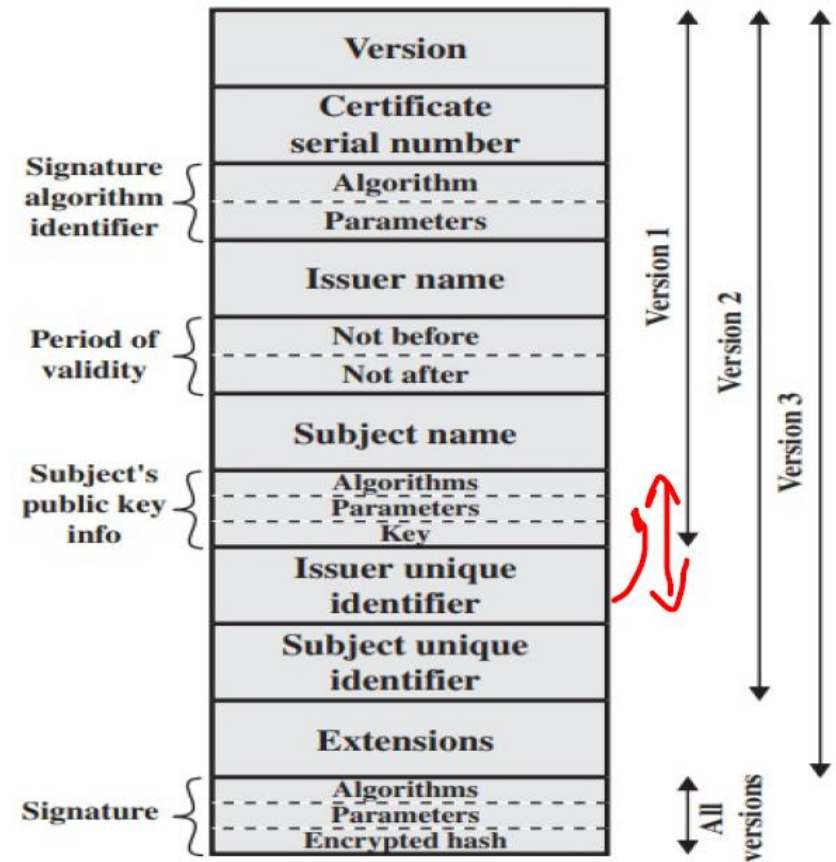 Version
Certificate
serial number
Signature
algorithm
identifier
Algorithm
Parameters
Issuer name
Period of
validity
Not before
Not after
Subject name
Subject's
public key
info
Algorithms
Parameters
Key
Issuer unique
identifier
Subject unique
identifier
Extensions
Signature
Algorithms
Parameters
Encrypted hash
Version 1
Version 2
Version 3
All
versions